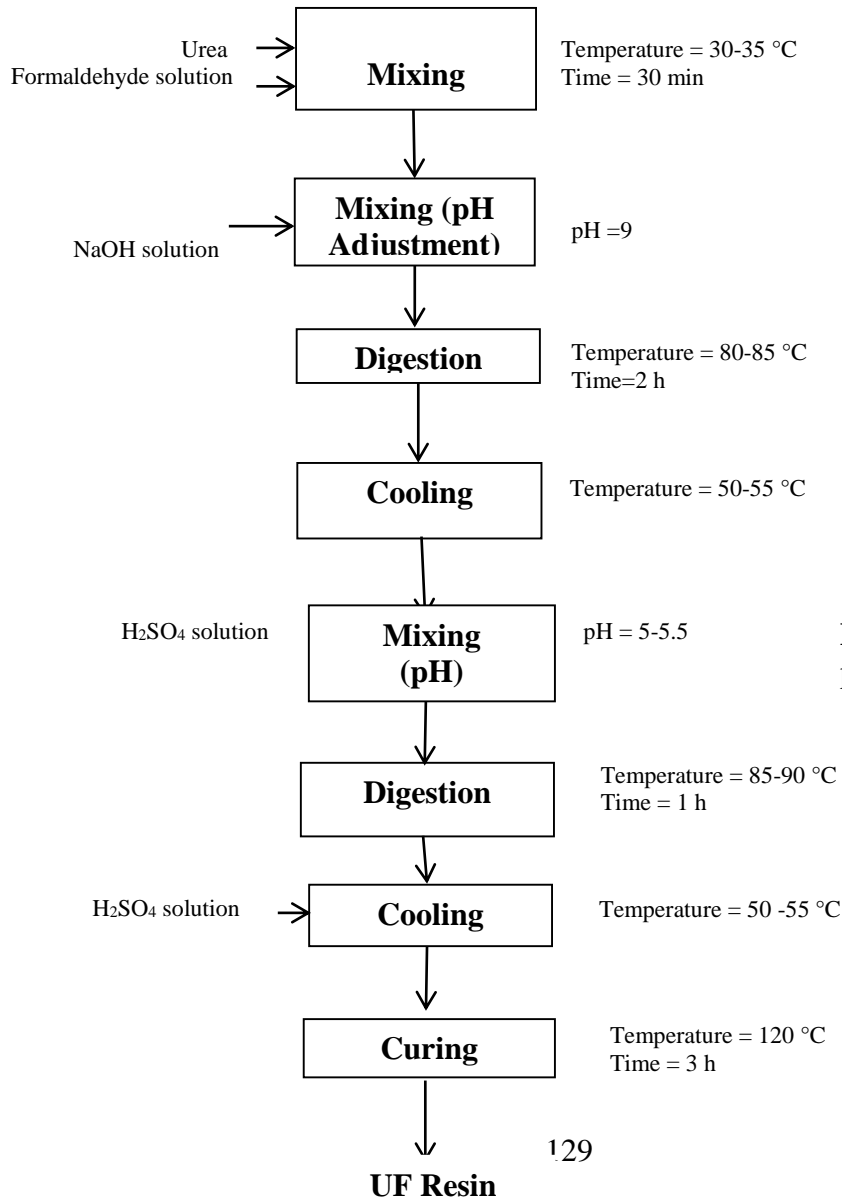 Urea
Formaldehyde solution
Mixing
Temperature = 30-35 °C
Time = 30 min
NaOH solution
Mixing (pH
Adjustment)
pH =9
Digestion
Temperature = 80-85 °C
Time=2 h
Cooling
Temperature = 50-55 °C
H₂SO₄ solution
Mixing
(pH)
pH = 5-5.5
Digestion
Temperature = 85-90 °C
Time = 1 h
H₂SO₄ solution
Cooling
Temperature = 50 -55 °C
Curing
Temperature = 120 °C
Time = 3 h
129
UF Resin